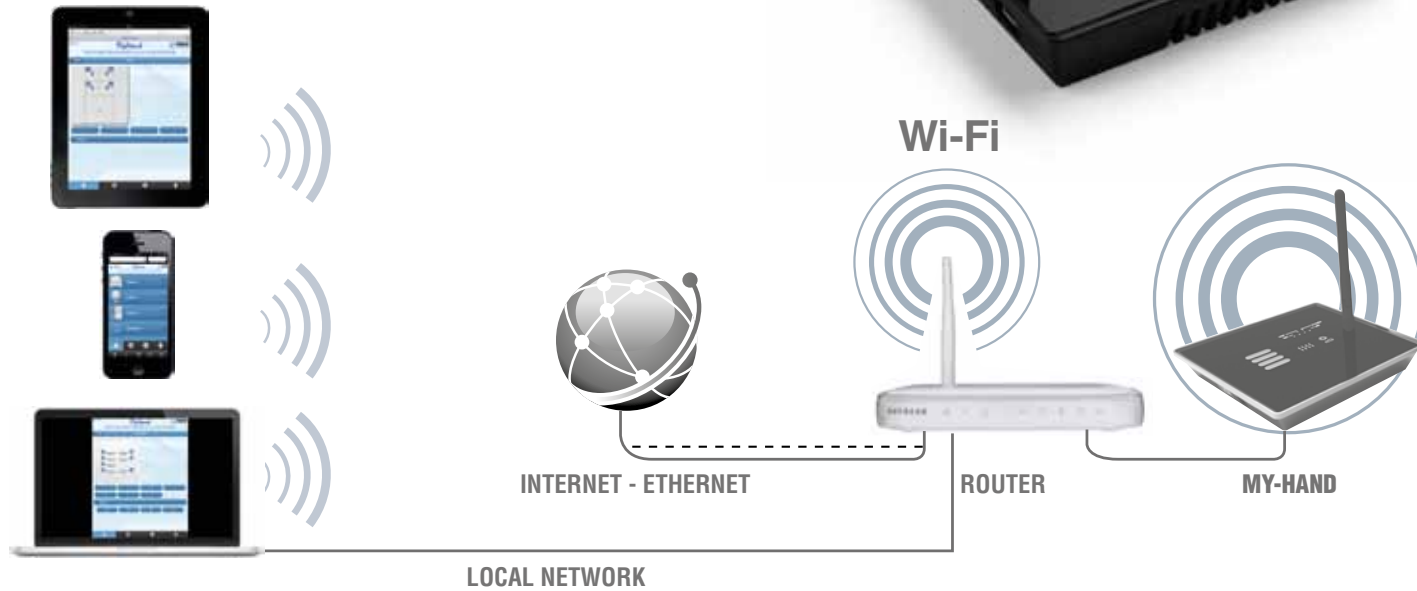 Wi-Fi
INTERNET - ETHERNET
ROUTER
MY-HAND
LOCAL NETWORK